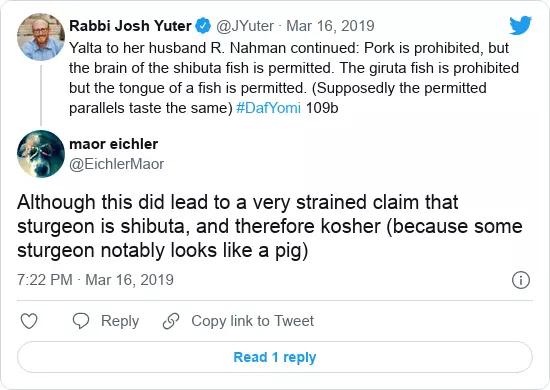 Rabbi Josh Yuter @JYuter · Mar 16, 2019
Yalta to her husband R. Nahman continued: Pork is prohibited, but
the brain of the shibuta fish is permitted. The giruta fish is prohibited
but the tongue of a fish is permitted. (Supposedly the permitted
parallels taste the same) #DafYomi 109b
maor eichler
@EichlerMaor
Although this did lead to a very strained claim that
sturgeon is shibuta, and therefore kosher (because some
sturgeon notably looks like a pig)
7:22 PM · Mar 16, 2019
Reply Copy link to Tweet
Read 1 reply